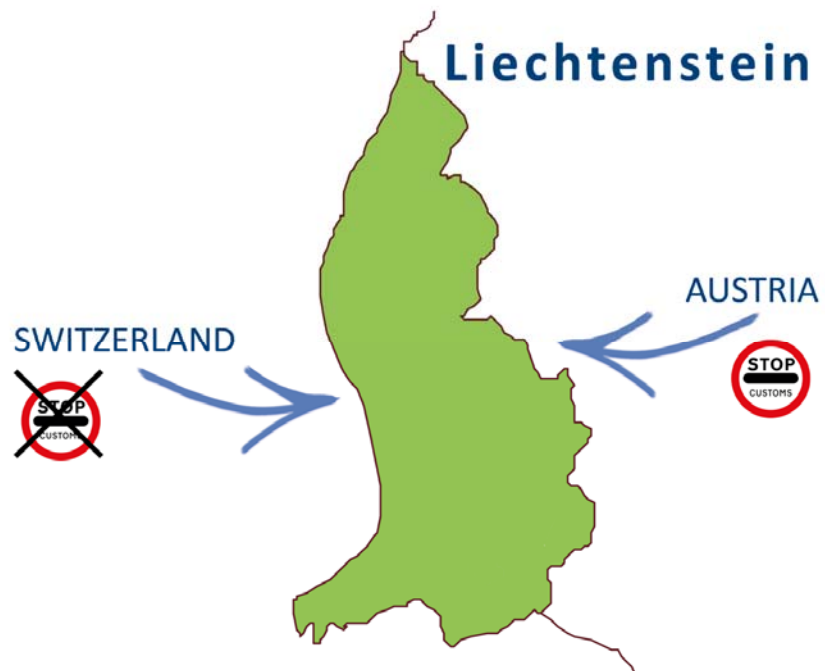 Liechtenstein
AUSTRIA
SWITZERLAND
STOP
CUSTOMS
STOP
CUSTOMS